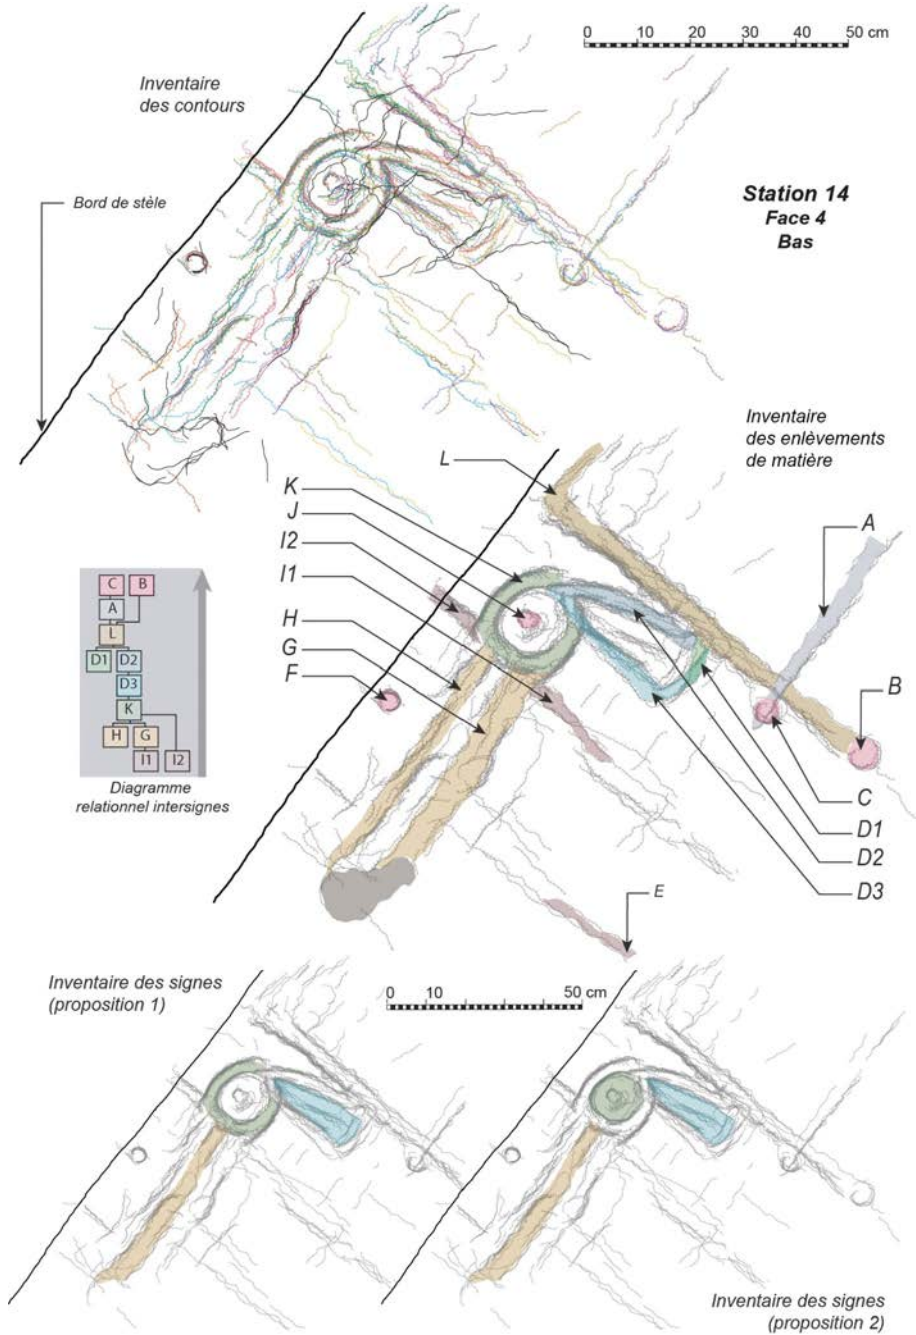 0 10 20 30 40 50 cm
Inventaire
des contours
Bord de stèle
Station 14
Face 4
Bas
Inventaire
des enlèvements
de matière
L
K
J
I2
I1
H
G
F
A
B
C
D1
D2
D3
E
C B
A
L
D1 D2
D3
K
H G
I1 I2
Diagramme
relationnel intersignes
Inventaire des signes
(proposition 1)
0 10 50 cm
Inventaire des signes
(proposition 2)